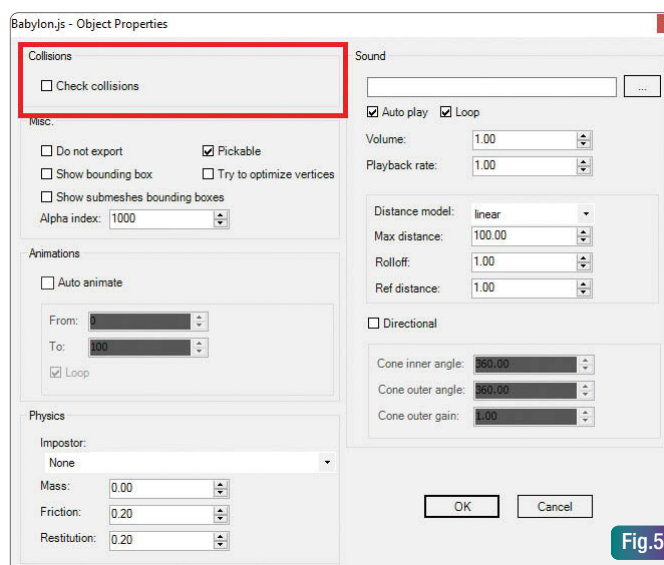 Babylon.js - Object Properties
Collisions
Check collisions
Misc.
Do not export
Pickable
Show bounding box
Try to optimize vertices
Show submeshes bounding boxes
Alpha index: 1000
Animations
Auto animate
From: 0
To: 100
Loop
Physics
Impostor:
None
Mass: 0.00
Friction: 0.20
Restitution: 0.20
Sound
...
Auto play Loop
Volume: 1.00
Playback rate: 1.00
Distance model: linear
Max distance: 100.00
Rolloff: 1.00
Ref distance: 1.00
Directional
Cone inner angle: 360.00
Cone outer angle: 360.00
Cone outer gain: 1.00
OK Cancel
Fig.5